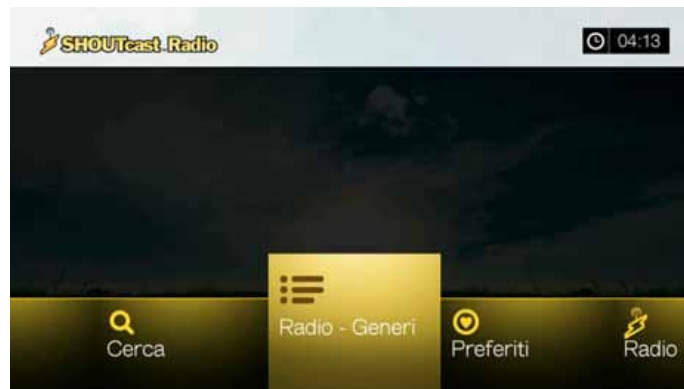 SHOUTcast Radio
04:13
Cerca
Radio - Generi
Preferiti
Radio